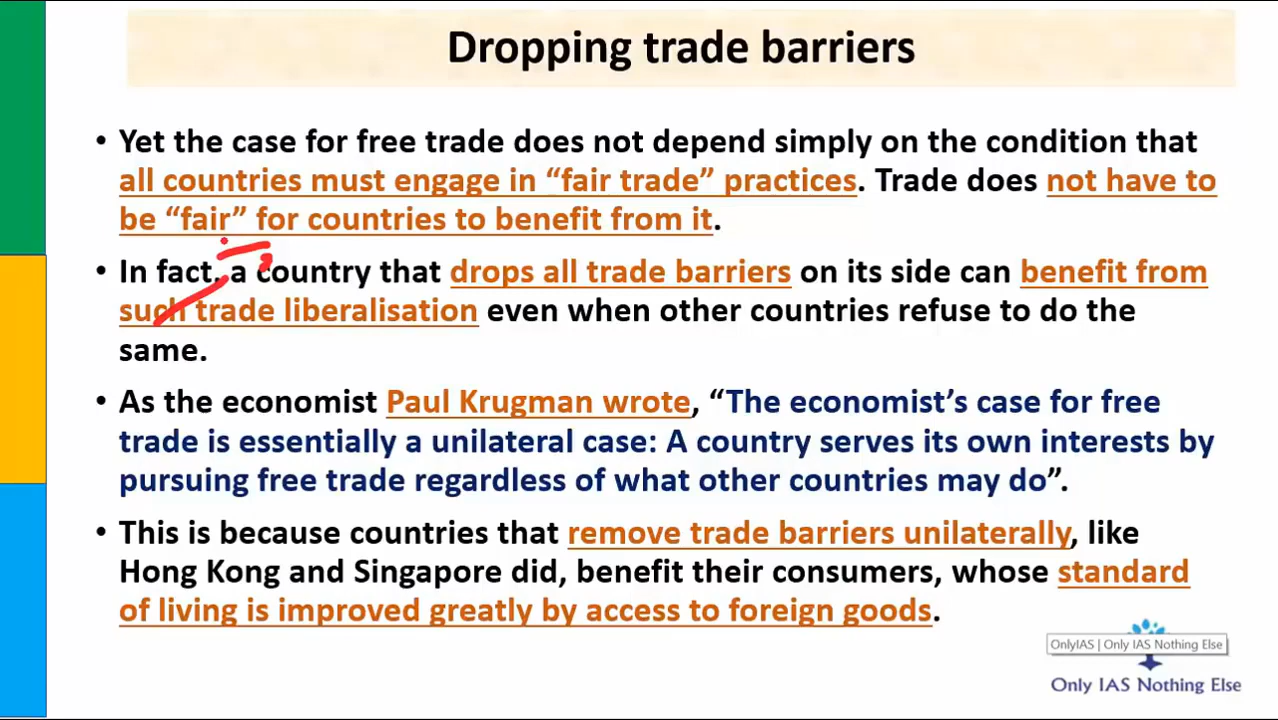 Dropping trade barriers
• Yet the case for free trade does not depend simply on the condition that
all countries must engage in “fair trade” practices. Trade does not have to
be “fair” for countries to benefit from it.
• In fact, a country that drops all trade barriers on its side can benefit from
such trade liberalisation even when other countries refuse to do the
same.
• As the economist Paul Krugman wrote, “The economist’s case for free
trade is essentially a unilateral case: A country serves its own interests by
pursuing free trade regardless of what other countries may do”.
• This is because countries that remove trade barriers unilaterally, like
Hong Kong and Singapore did, benefit their consumers, whose standard
of living is improved greatly by access to foreign goods.
OnlyIAS | Only IAS Nothing Else
Only IAS Nothing Else